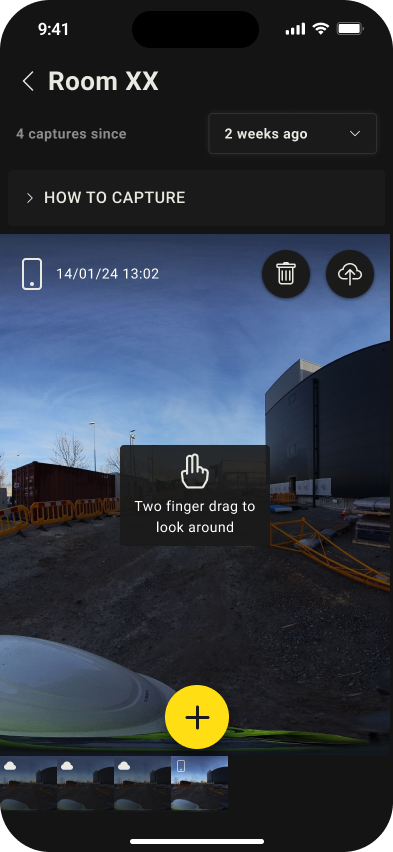 9:41
Room XX
4 captures since
2 weeks ago
HOW TO CAPTURE
14/01/24 13:02
Two finger drag to
look around